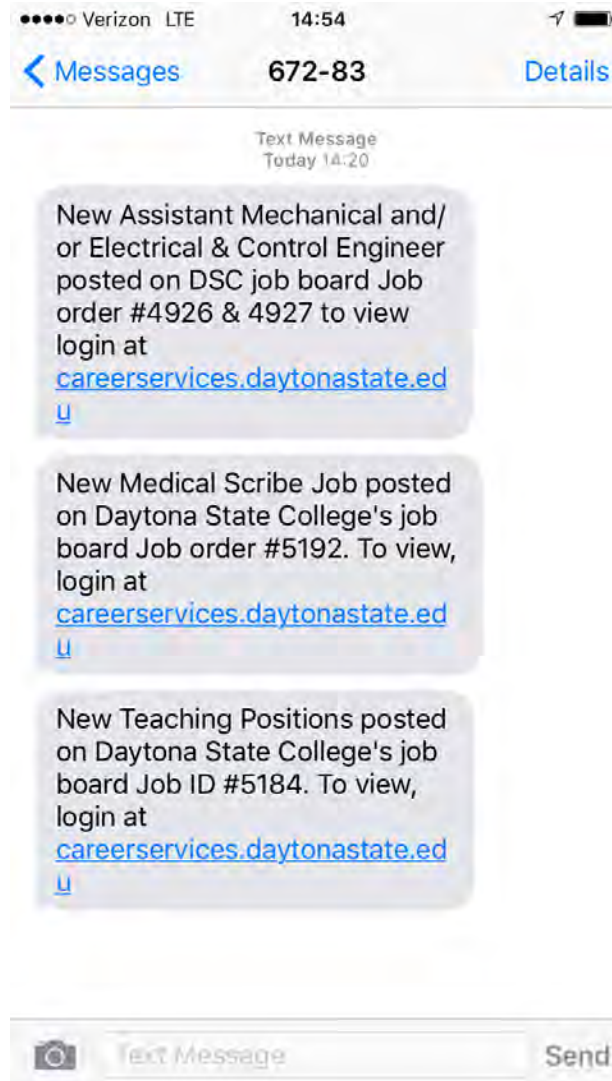 Verizon LTE 14:54
Messages 672-83 Details
Text Message
Today 14:20
New Assistant Mechanical and/
or Electrical & Control Engineer
posted on DSC job board Job
order #4926 & 4927 to view
login at
careerservices.daytonastate.ed
u
New Medical Scribe Job posted
on Daytona State College's job
board Job order #5192. To view,
login at
careerservices.daytonastate.ed
u
New Teaching Positions posted
on Daytona State College's job
board Job ID #5184. To view,
login at
careerservices.daytonastate.ed
u
Text Message Send